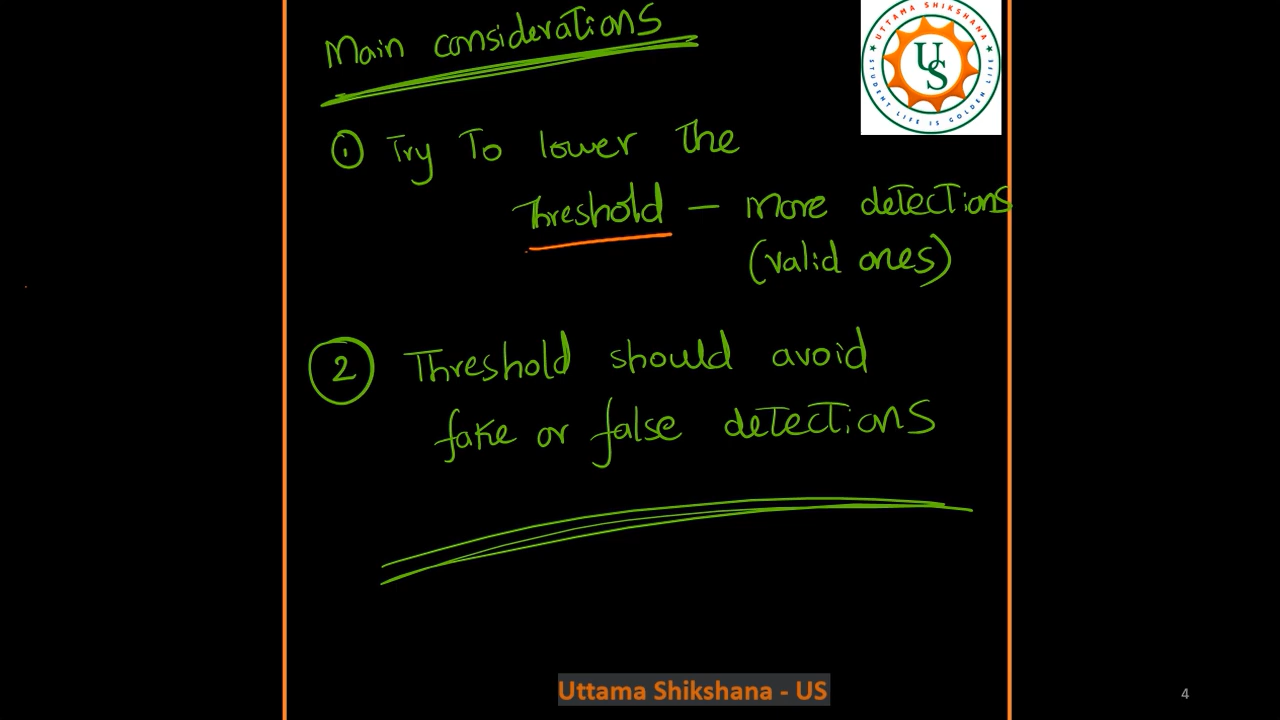 Main considerations
UTTAMA SHIKSHANA
US
STUDENT LIFE IS GOLDEN LIFE
1 Try To lower The
Threshold — More detections
(valid ones)
2 Threshold should avoid
fake or false detections
Uttama Shikshana - US
4